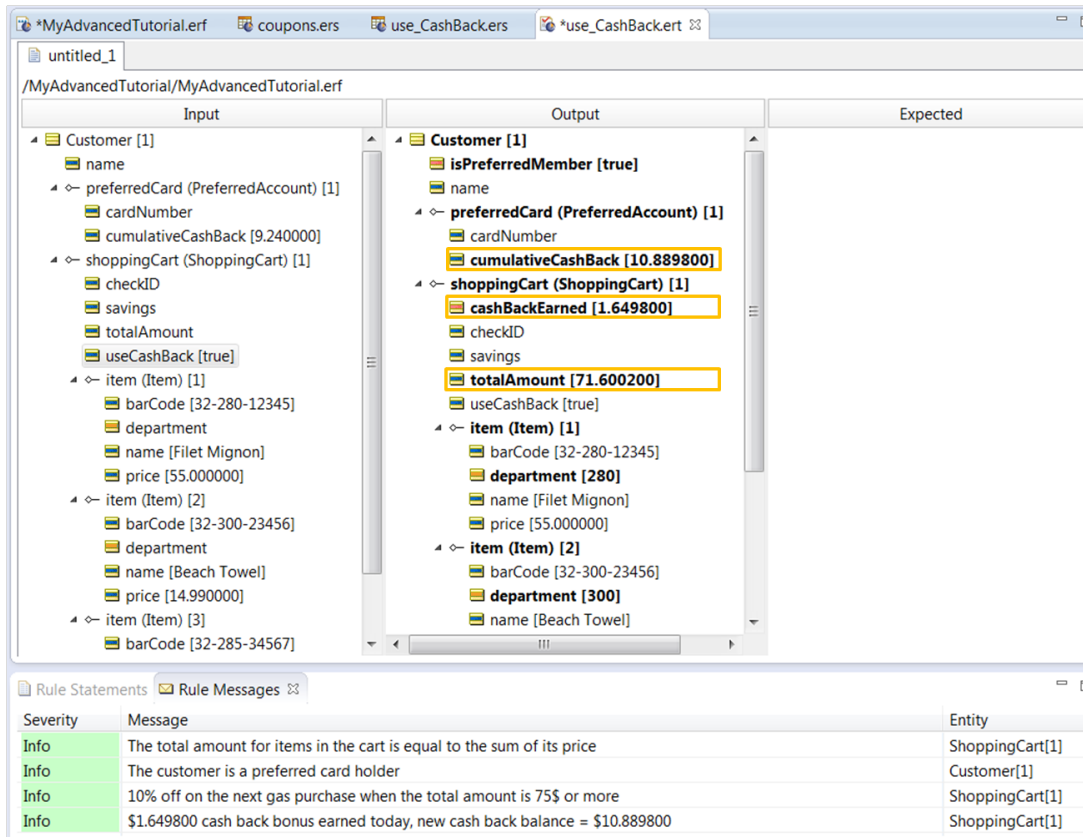 *MyAdvancedTutorial.erf coupons.ers use_CashBack.ers *use_CashBack.ert
untitled_1
/MyAdvancedTutorial/MyAdvancedTutorial.erf
Input Output Expected
Customer [1]
name
preferredCard (PreferredAccount) [1]
cardNumber
cumulativeCashBack [9.240000]
shoppingCart (ShoppingCart) [1]
checkID
savings
totalAmount
useCashBack [true]
item (Item) [1]
barCode [32-280-12345]
department
name [Filet Mignon]
price [55.000000]
item (Item) [2]
barCode [32-300-23456]
department
name [Beach Towel]
price [14.990000]
item (Item) [3]
barCode [32-285-34567]
Customer [1]
isPreferredMember [true]
name
preferredCard (PreferredAccount) [1]
cardNumber
cumulativeCashBack [10.889800]
shoppingCart (ShoppingCart) [1]
cashBackEarned [1.649800]
checkID
savings
totalAmount [71.600200]
useCashBack [true]
item (Item) [1]
barCode [32-280-12345]
department [280]
name [Filet Mignon]
price [55.000000]
item (Item) [2]
barCode [32-300-23456]
department [300]
name [Beach Towel]
Rule Statements Rule Messages
Severity Message Entity
Info The total amount for items in the cart is equal to the sum of its price ShoppingCart[1]
Info The customer is a preferred card holder Customer[1]
Info 10% off on the next gas purchase when the total amount is 75$ or more ShoppingCart[1]
Info $1.649800 cash back bonus earned today, new cash back balance = $10.889800 ShoppingCart[1]